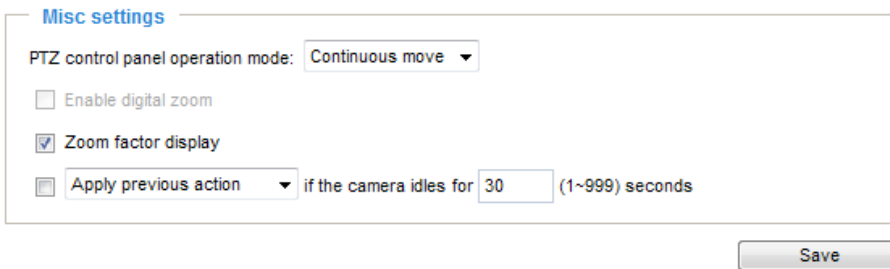 Misc settings
PTZ control panel operation mode: Continuous move
Enable digital zoom
Zoom factor display
Apply previous action if the camera idles for 30 (1~999) seconds
Save